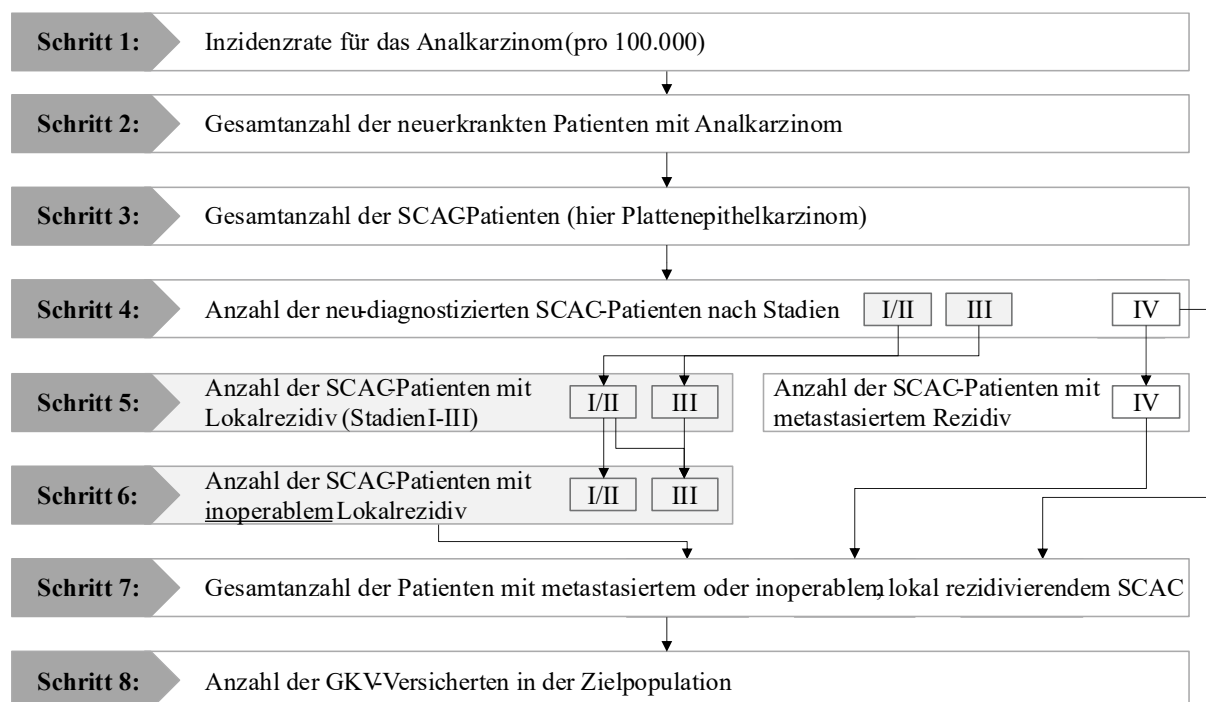 Schritt 1:
Inzidenzrate für das Analkarzinom (pro 100.000)
Schritt 2:
Gesamtanzahl der neuerkrankten Patienten mit Analkarzinom
Schritt 3:
Gesamtanzahl der SCAC-Patienten (hier Plattenepithelkarzinom)
Schritt 4:
Anzahl der neu-diagnostizierten SCAC-Patienten nach Stadien
I/II
III
IV
Schritt 5:
Anzahl der SCAC-Patienten mit
Lokalrezidiv (Stadien I-III)
I/II
III
Anzahl der SCAC-Patienten mit
metastasiertem Rezidiv
IV
Schritt 6:
Anzahl der SCAC-Patienten mit
inoperablem Lokalrezidiv
I/II
III
Schritt 7:
Gesamtanzahl der Patienten mit metastasiertem oder inoperablem, lokal rezidivierendem SCAC
Schritt 8:
Anzahl der GKV-Versicherten in der Zielpopulation